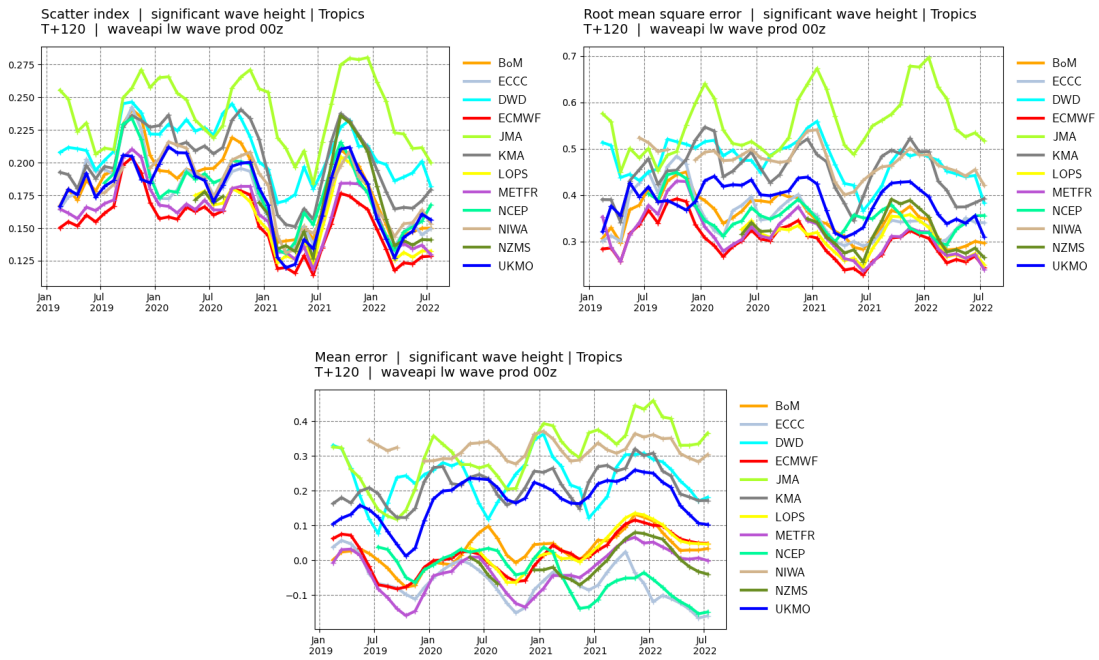 Scatter index | significant wave height | Tropics
T+120 | waveapi lw wave prod 00z
0.275
0.250
0.225
0.200
0.175
0.150
0.125
Jan 2019
Jul
Jan 2020
Jul 2020
Jan 2021
Jul 2021
Jan 2022
Jul 2022
BoM
ECCC
DWD
ECMWF
JMA
KMA
LOPS
METFR
NCEP
NIWA
NZMS
UKMO
Root mean square error | significant wave height | Tropics
T+120 | waveapi lw wave prod 00z
0.7
0.6
0.5
0.4
0.3
Jan 2019
Jul 2019
Jan 2020
Jul 2020
Jan 2021
Jul 2021
Jan 2022
Jul 2022
BoM
ECCC
DWD
ECMWF
JMA
KMA
LOPS
METFR
NCEP
NIWA
NZMS
UKMO
Mean error | significant wave height | Tropics
T+120 | waveapi lw wave prod 00z
0.4
0.3
0.2
0.1
0.0
−0.1
Jan 2019
Jul 2019
Jan 2020
Jul 2020
Jan 2021
Jul 2021
Jan 2022
Jul 2022
BoM
ECCC
DWD
ECMWF
JMA
KMA
LOPS
METFR
NCEP
NIWA
NZMS
UKMO